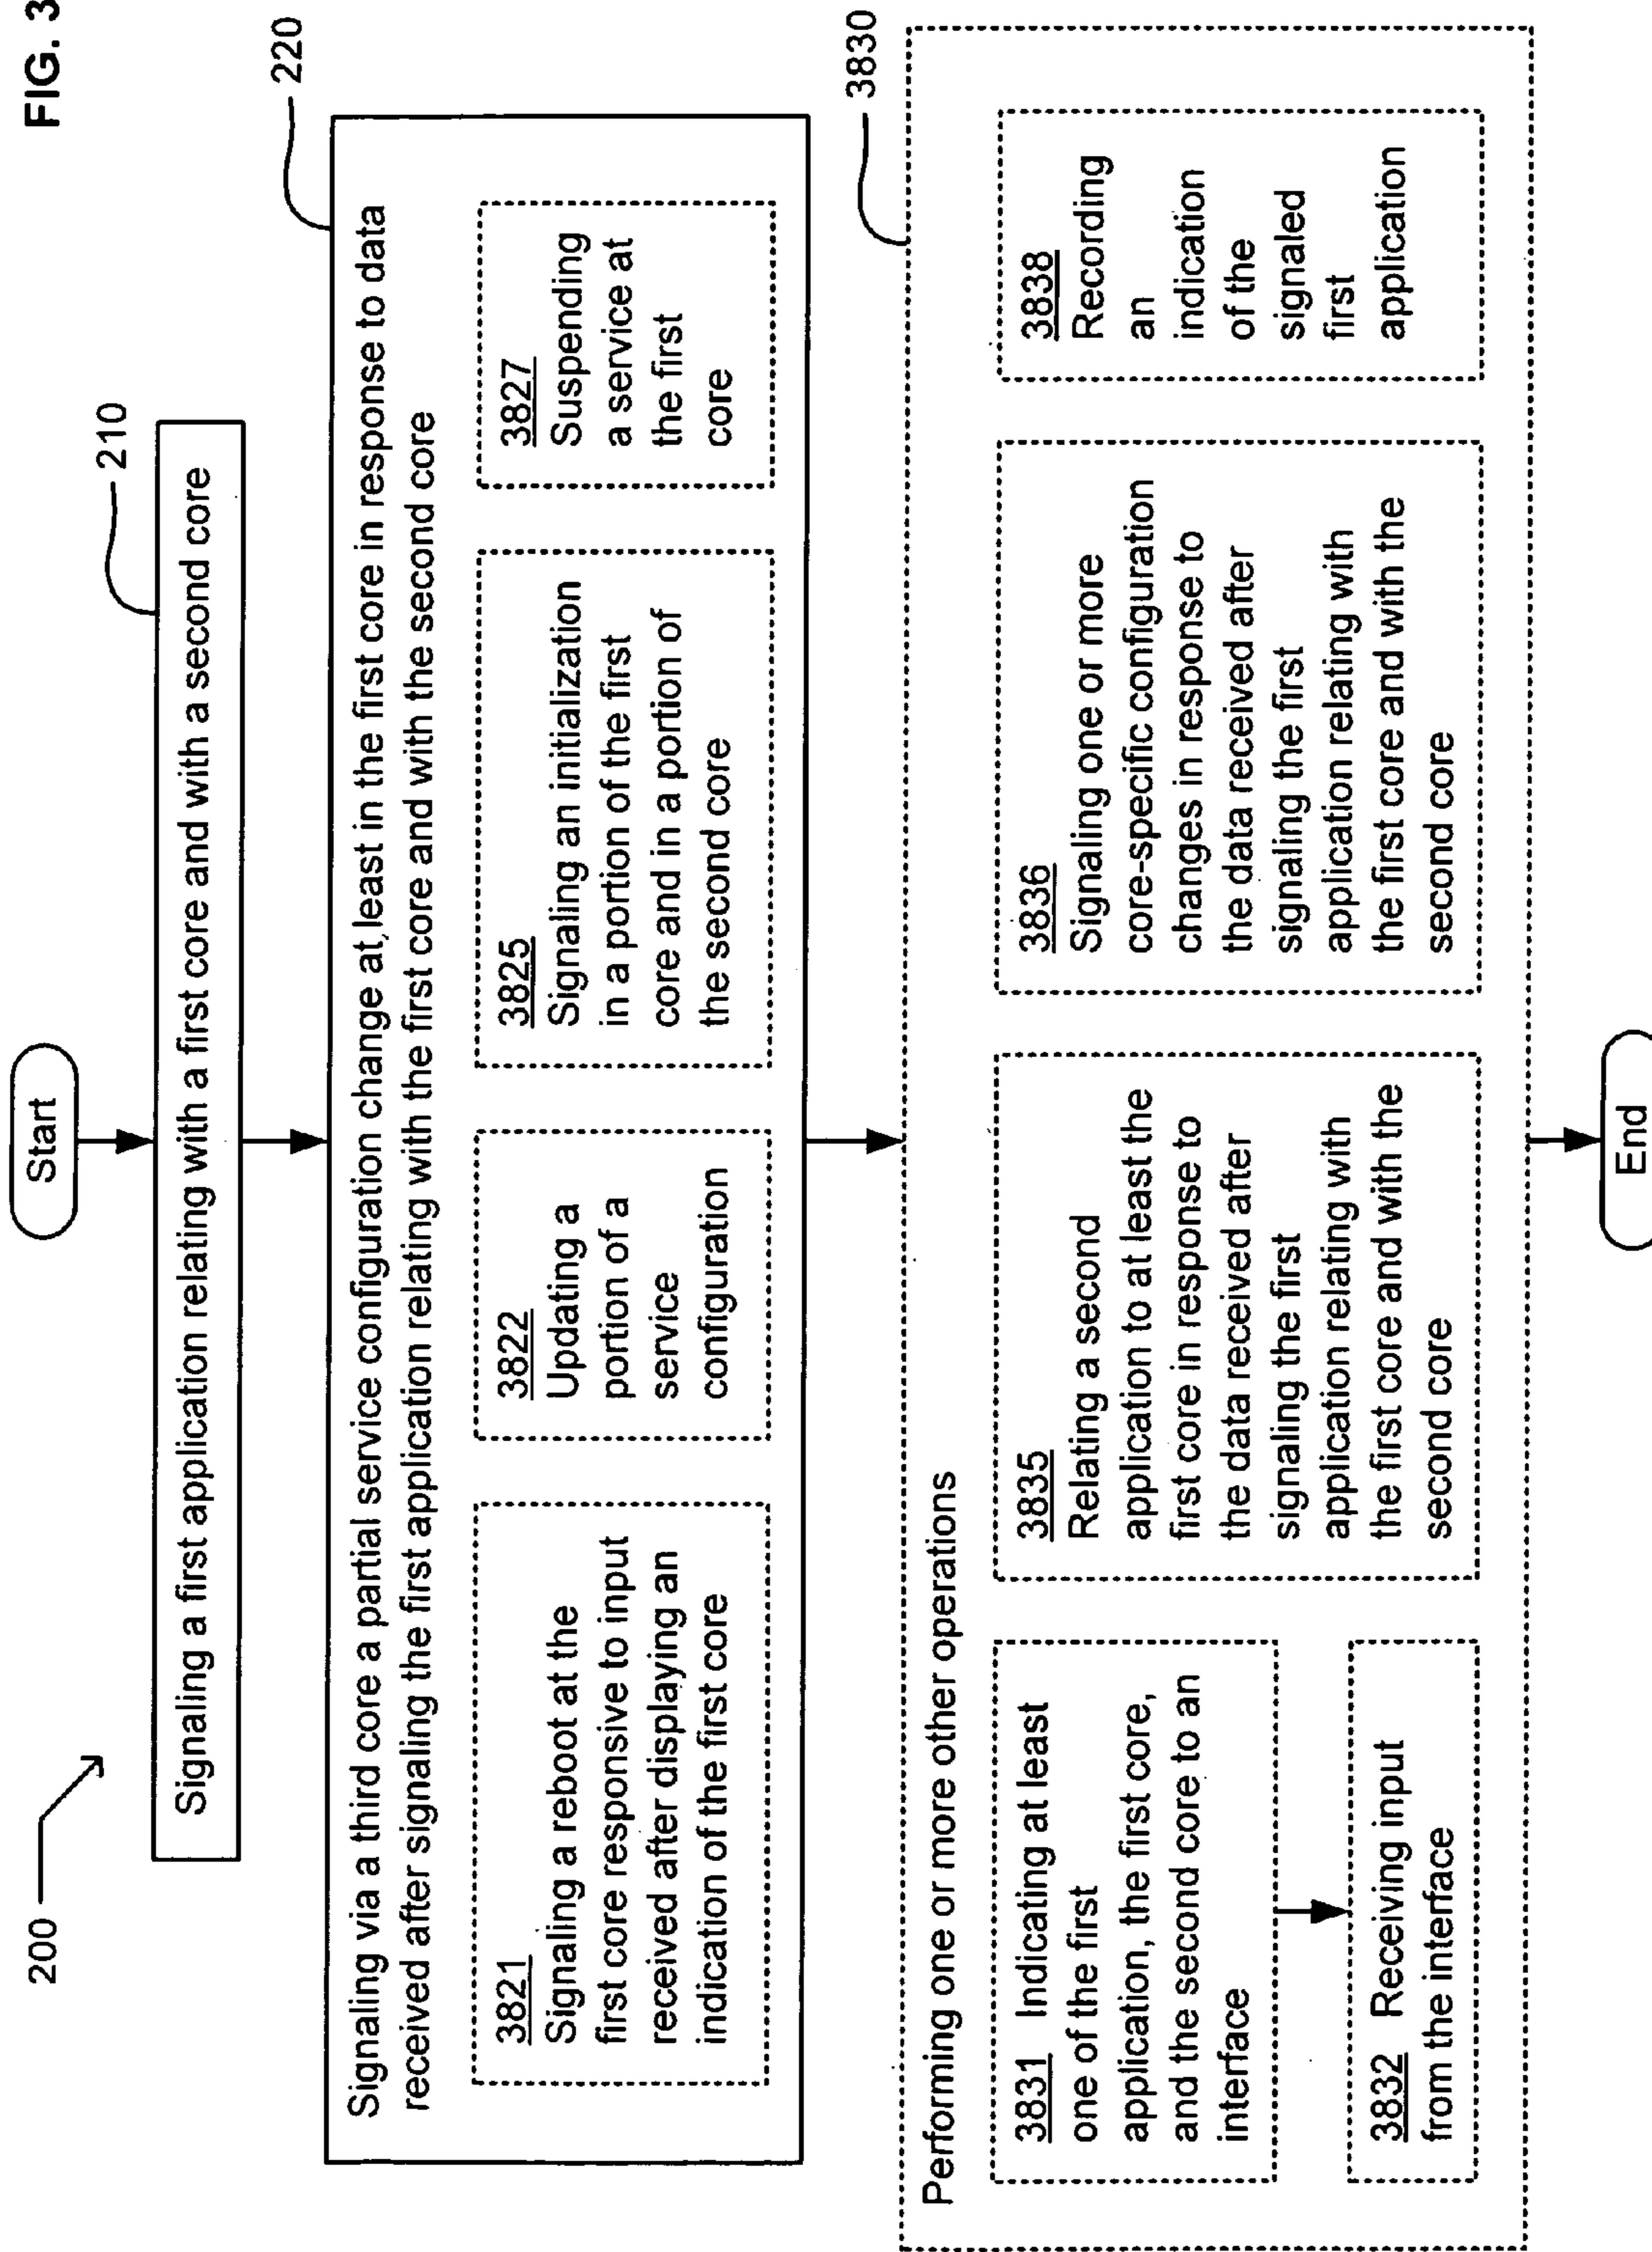 FIG. 3
200
Start
210
Signaling a first application relating with a first core and with a second core
220
Signaling via a third core a partial service configuration change at least in the first core in response to data
received after signaling the first application relating with the first core and with the second core
3821
Signaling a reboot at the
first core responsive to input
received after displaying an
indication of the first core
3822
Updating a
portion of a
service
configuration
3825
Signaling an initialization
in a portion of the first
core and in a portion of
the second core
3827
Suspending
a service at
the first
core
3830
Performing one or more other operations
3831 Indicating at least
one of the first
application, the first core,
and the second core to an
interface
3832 Receiving input
from the interface
3835
Relating a second
application to at least the
first core in response to
the data received after
signaling the first
application relating with
the first core and with the
second core
3836
Signaling one or more
core-specific configuration
changes in response to
the data received after
signaling the first
application relating with
the first core and with the
second core
3838
Recording
an
indication
of the
signaled
first
application
End